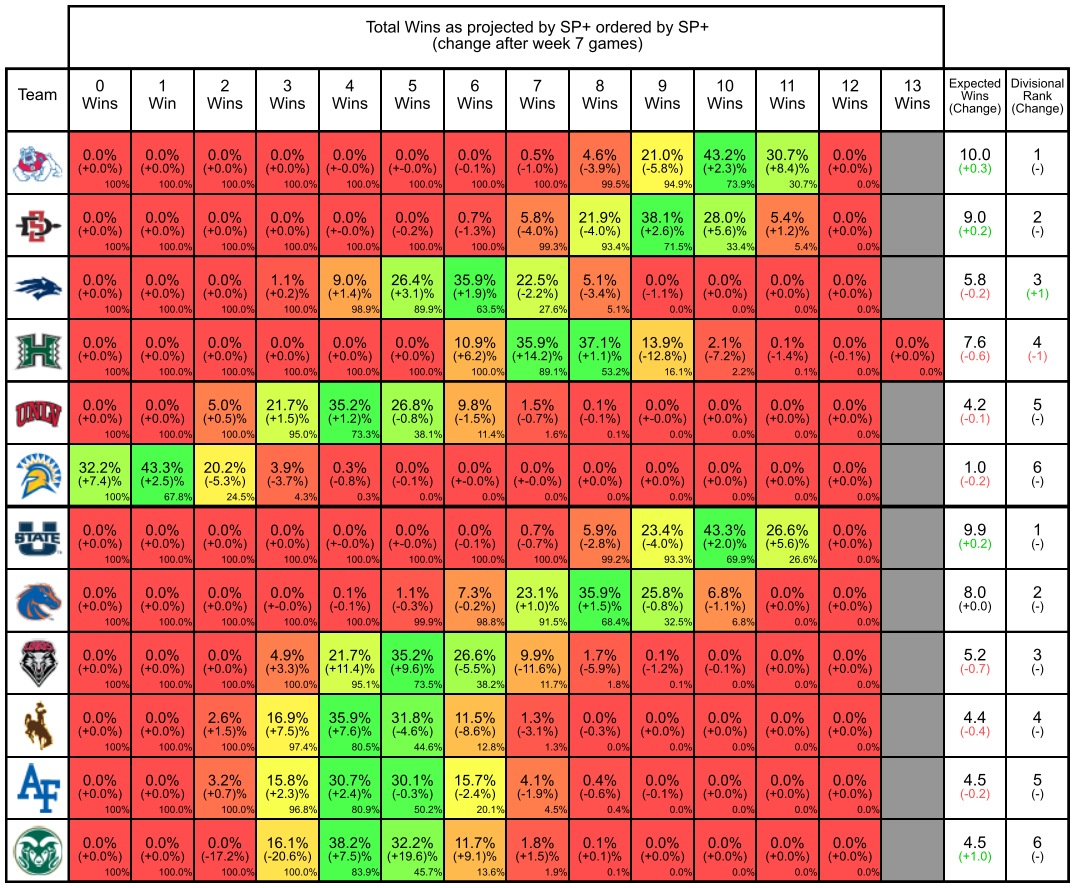 Total Wins as projected by SP+ ordered by SP+
(change after week 7 games)
Team 0 Wins 1 Win 2 Wins 3 Wins 4 Wins 5 Wins 6 Wins 7 Wins 8 Wins 9 Wins 10 Wins 11 Wins 12 Wins 13 Wins Expected Wins (Change) Divisional Rank (Change)
0.0% 0.0% 0.0% 0.0% 0.0% 0.0% 0.0% 0.5% 4.6% 21.0% 43.2% 30.7% 0.0% 10.0 1
(+0.0%) (+0.0%) (+0.0%) (+0.0%) (+-0.0%) (+-0.0%) (-0.1%) (-1.0%) (-3.9%) (-5.8%) (+2.3)% (+8.4)% (+0.0%) (+0.3) (-)
100% 100.0% 100.0% 100.0% 100.0% 100.0% 100.0% 100.0% 99.5% 94.9% 73.9% 30.7% 0.0%
SD
0.0% 0.0% 0.0% 0.0% 0.0% 0.0% 0.7% 5.8% 21.9% 38.1% 28.0% 5.4% 0.0% 9.0 2
(+0.0%) (+0.0%) (+0.0%) (+0.0%) (+-0.0%) (-0.2%) (-1.3%) (-4.0%) (-4.0%) (+2.6)% (+5.6)% (+1.2)% (+0.0%) (+0.2) (-)
100% 100.0% 100.0% 100.0% 100.0% 100.0% 100.0% 99.3% 93.4% 71.5% 33.4% 5.4% 0.0%
0.0% 0.0% 0.0% 1.1% 9.0% 26.4% 35.9% 22.5% 5.1% 0.0% 0.0% 0.0% 0.0% 5.8 3
(+0.0%) (+0.0%) (+0.0%) (+0.2)% (+1.4)% (+3.1)% (+1.9)% (-2.2%) (-3.4%) (-1.1%) (+0.0%) (+0.0%) (+0.0%) (-0.2) (+1)
100% 100.0% 100.0% 100.0% 98.9% 89.9% 63.5% 27.6% 5.1% 0.0% 0.0% 0.0% 0.0%
H
0.0% 0.0% 0.0% 0.0% 0.0% 0.0% 10.9% 35.9% 37.1% 13.9% 2.1% 0.1% 0.0% 0.0% 7.6 4
(+0.0%) (+0.0%) (+0.0%) (+0.0%) (+0.0%) (+0.0%) (+6.2)% (+14.2)% (+1.1)% (-12.8%) (-7.2%) (-1.4%) (-0.1%) (+0.0%) (-0.6) (-1)
100% 100.0% 100.0% 100.0% 100.0% 100.0% 100.0% 89.1% 53.2% 16.1% 2.2% 0.1% 0.0% 0.0%
UNLV
0.0% 0.0% 5.0% 21.7% 35.2% 26.8% 9.8% 1.5% 0.1% 0.0% 0.0% 0.0% 0.0% 4.2 5
(+0.0%) (+0.0%) (+0.5)% (+1.5)% (+1.2)% (-0.8%) (-1.5%) (-0.7%) (-0.1%) (+-0.0%) (+0.0%) (+0.0%) (+0.0%) (-0.1) (-)
100% 100.0% 100.0% 95.0% 73.3% 38.1% 11.4% 1.6% 0.1% 0.0% 0.0% 0.0% 0.0%
32.2% 43.3% 20.2% 3.9% 0.3% 0.0% 0.0% 0.0% 0.0% 0.0% 0.0% 0.0% 0.0% 1.0 6
(+7.4)% (+2.5)% (-5.3%) (-3.7%) (-0.8%) (-0.1%) (+-0.0%) (+-0.0%) (+0.0%) (+0.0%) (+0.0%) (+0.0%) (+0.0%) (-0.2) (-)
100% 67.8% 24.5% 4.3% 0.3% 0.0% 0.0% 0.0% 0.0% 0.0% 0.0% 0.0% 0.0%
U STATE
0.0% 0.0% 0.0% 0.0% 0.0% 0.0% 0.0% 0.7% 5.9% 23.4% 43.3% 26.6% 0.0% 9.9 1
(+0.0%) (+0.0%) (+0.0%) (+0.0%) (+-0.0%) (+-0.0%) (-0.1%) (-0.7%) (-2.8%) (-4.0%) (+2.0)% (+5.6)% (+0.0%) (+0.2) (-)
100% 100.0% 100.0% 100.0% 100.0% 100.0% 100.0% 100.0% 99.2% 93.3% 69.9% 26.6% 0.0%
0.0% 0.0% 0.0% 0.0% 0.1% 1.1% 7.3% 23.1% 35.9% 25.8% 6.8% 0.0% 0.0% 8.0 2
(+0.0%) (+0.0%) (+0.0%) (+-0.0%) (-0.1%) (-0.3%) (-0.2%) (+1.0)% (+1.5)% (-0.8%) (-1.1%) (+0.0%) (+0.0%) (+0.0) (-)
100% 100.0% 100.0% 100.0% 100.0% 99.9% 98.8% 91.5% 68.4% 32.5% 6.8% 0.0% 0.0%
0.0% 0.0% 0.0% 4.9% 21.7% 35.2% 26.6% 9.9% 1.7% 0.1% 0.0% 0.0% 0.0% 5.2 3
(+0.0%) (+0.0%) (+0.0%) (+3.3)% (+11.4)% (+9.6)% (-5.5%) (-11.6%) (-5.9%) (-1.2%) (-0.1%) (+0.0%) (+0.0%) (-0.7) (-)
100% 100.0% 100.0% 100.0% 95.1% 73.5% 38.2% 11.7% 1.8% 0.1% 0.0% 0.0% 0.0%
0.0% 0.0% 2.6% 16.9% 35.9% 31.8% 11.5% 1.3% 0.0% 0.0% 0.0% 0.0% 0.0% 4.4 4
(+0.0%) (+0.0%) (+1.5)% (+7.5)% (+7.6)% (-4.6%) (-8.6%) (-3.1%) (-0.3%) (+0.0%) (+0.0%) (+0.0%) (+0.0%) (-0.4) (-)
100% 100.0% 100.0% 97.4% 80.5% 44.6% 12.8% 1.3% 0.0% 0.0% 0.0% 0.0% 0.0%
AF
0.0% 0.0% 3.2% 15.8% 30.7% 30.1% 15.7% 4.1% 0.4% 0.0% 0.0% 0.0% 0.0% 4.5 5
(+0.0%) (+0.0%) (+0.7)% (+2.3)% (+2.4)% (-0.3%) (-2.4%) (-1.9%) (-0.6%) (-0.1%) (+0.0%) (+0.0%) (+0.0%) (-0.2) (-)
100% 100.0% 100.0% 96.8% 80.9% 50.2% 20.1% 4.5% 0.4% 0.0% 0.0% 0.0% 0.0%
0.0% 0.0% 0.0% 16.1% 38.2% 32.2% 11.7% 1.8% 0.1% 0.0% 0.0% 0.0% 0.0% 4.5 6
(+0.0%) (+0.0%) (-17.2%) (-20.6%) (+7.5)% (+19.6)% (+9.1)% (+1.5)% (+0.1)% (+0.0%) (+0.0%) (+0.0%) (+0.0%) (+1.0) (-)
100% 100.0% 100.0% 100.0% 83.9% 45.7% 13.6% 1.9% 0.1% 0.0% 0.0% 0.0% 0.0%